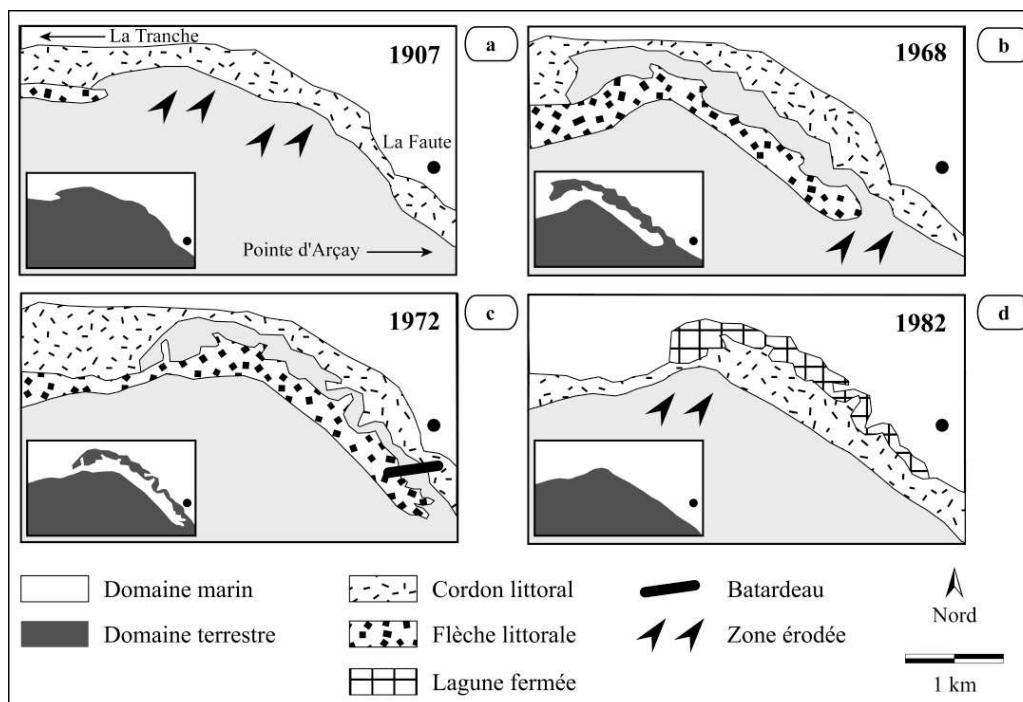 La Tranche
1907
a
La Faute
Pointe d'Arçay
1968
b
1972
c
1982
d
Domaine marin
Domaine terrestre
Cordon littoral
Flèche littorale
Lagune fermée
Batardeau
Zone érodée
Nord
1 km